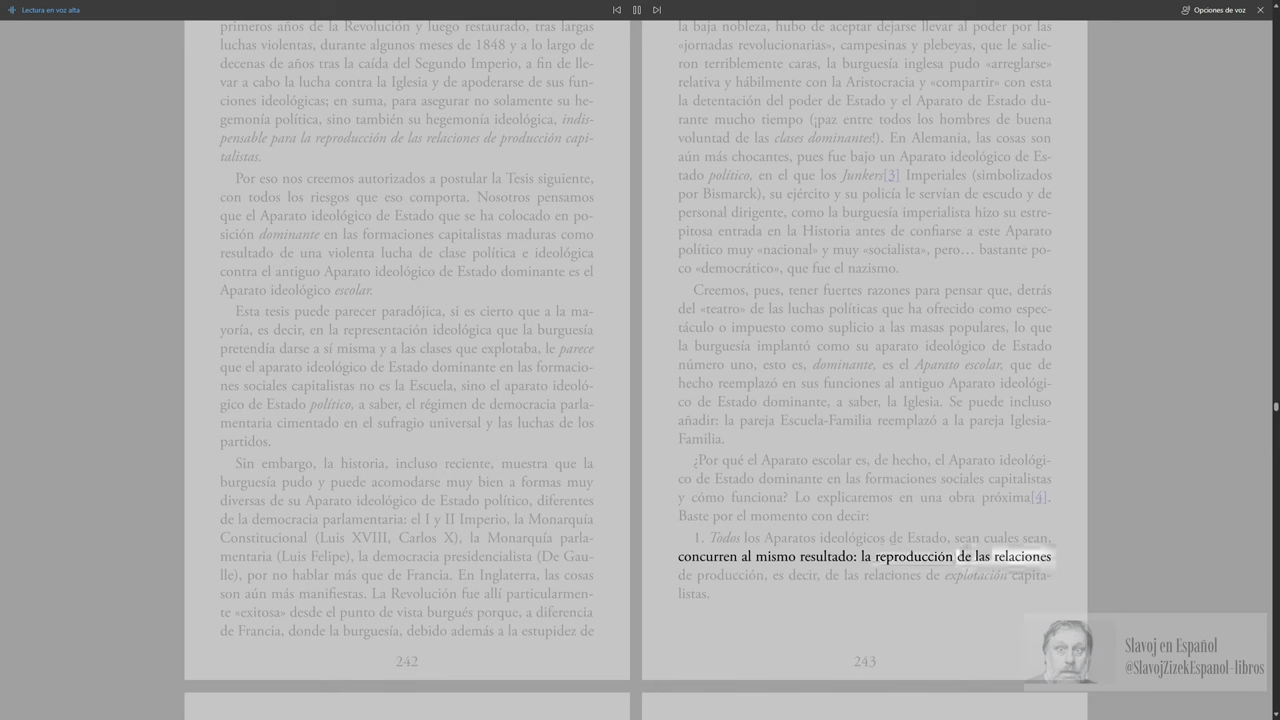 Lectura en voz alta
Opciones de voz
primeros años de la Revolución y luego restaurado, tras largas
luchas violentas, durante algunos meses de 1848 y a lo largo de
decenas de años tras la caída del Segundo Imperio, a fin de lle-
var a cabo la lucha contra la Iglesia y de apoderarse de sus fun-
ciones ideológicas; en suma, para asegurar no solamente su he-
gemonía política, sino también su hegemonía ideológica, indis-
pensable para la reproducción de las relaciones de producción capi-
talistas.
Por eso nos creemos autorizados a postular la Tesis siguiente,
con todos los riesgos que eso comporta. Nosotros pensamos
que el Aparato ideológico de Estado que se ha colocado en po-
sición dominante en las formaciones capitalistas maduras como
resultado de una violenta lucha de clase política e ideológica
contra el antiguo Aparato ideológico de Estado dominante es el
Aparato ideológico escolar.
Esta tesis puede parecer paradójica, si es cierto que a la ma-
yoría, es decir, en la representación ideológica que la burguesía
pretendía darse a sí misma y a las clases que explotaba, le parece
que el aparato ideológico de Estado dominante en las formacio-
nes sociales capitalistas no es la Escuela, sino el aparato ideoló-
gico de Estado político, a saber, el régimen de democracia parla-
mentaria cimentado en el sufragio universal y las luchas de los
partidos.
Sin embargo, la historia, incluso reciente, muestra que la
burguesía pudo y puede acomodarse muy bien a formas muy
diversas de su Aparato ideológico de Estado político, diferentes
de la democracia parlamentaria: el I y II Imperio, la Monarquía
Constitucional (Luis XVIII, Carlos X), la Monarquía parla-
mentaria (Luis Felipe), la democracia presidencialista (De Gau-
lle), por no hablar más que de Francia. En Inglaterra, las cosas
son aún más manifiestas. La Revolución fue allí particularmen-
te «exitosa» desde el punto de vista burgués porque, a diferencia
de Francia, donde la burguesía, debido además a la estupidez de
242
la baja nobleza, hubo de aceptar dejarse llevar al poder por las
«jornadas revolucionarias», campesinas y plebeyas, que le salie-
ron terriblemente caras, la burguesía inglesa pudo «arreglarse»
relativa y hábilmente con la Aristocracia y «compartir» con esta
la detentación del poder de Estado y el Aparato de Estado du-
rante mucho tiempo (¡paz entre todos los hombres de buena
voluntad de las clases dominantes!). En Alemania, las cosas son
aún más chocantes, pues fue bajo un Aparato ideológico de Es-
tado político, en el que los Junkers[3] Imperiales (simbolizados
por Bismarck), su ejército y su policía le servían de escudo y de
personal dirigente, como la burguesía imperialista hizo su estre-
pitosa entrada en la Historia antes de confiarse a este Aparato
político muy «nacional» y muy «socialista», pero… bastante po-
co «democrático», que fue el nazismo.
Creemos, pues, tener fuertes razones para pensar que, detrás
del «teatro» de las luchas políticas que ha ofrecido como espec-
táculo o impuesto como suplicio a las masas populares, lo que
la burguesía implantó como su aparato ideológico de Estado
número uno, esto es, dominante, es el Aparato escolar, que de
hecho reemplazó en sus funciones al antiguo Aparato ideológi-
co de Estado dominante, a saber, la Iglesia. Se puede incluso
añadir: la pareja Escuela-Familia reemplazó a la pareja Iglesia-
Familia.
¿Por qué el Aparato escolar es, de hecho, el Aparato ideológi-
co de Estado dominante en las formaciones sociales capitalistas
y cómo funciona? Lo explicaremos en una obra próxima[4].
Baste por el momento con decir:
1. Todos los Aparatos ideológicos de Estado, sean cuales sean,
concurren al mismo resultado: la reproducción de las relaciones
de producción, es decir, de las relaciones de explotación capita-
listas.
243
Slavoj en Español
@SlavojZizekEspanol-libros